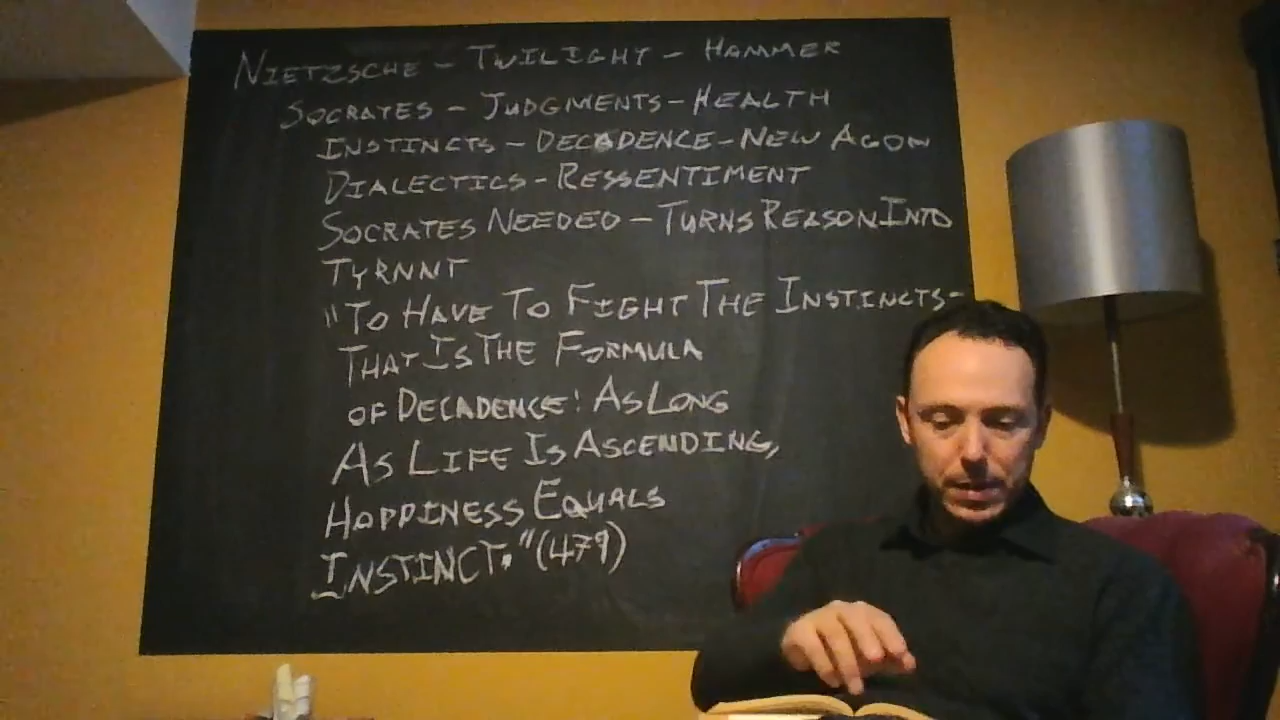 NIETZSCHE - TWILIGHT - HAMMER
SOCRATES - JUDGMENTS - HEALTH
INSTINCTS - DECADENCE - NEW AGON
DIALECTICS - RESSENTIMENT
SOCRATES NEEDED - TURNS REASON INTO
TYRNNT
"TO HAVE TO FIGHT THE INSTINCTS-
THAT IS THE FORMULA
OF DECADENCE: AS LONG
AS LIFE IS ASCENDING,
HAPPINESS EQUALS
INSTINCT." (479)